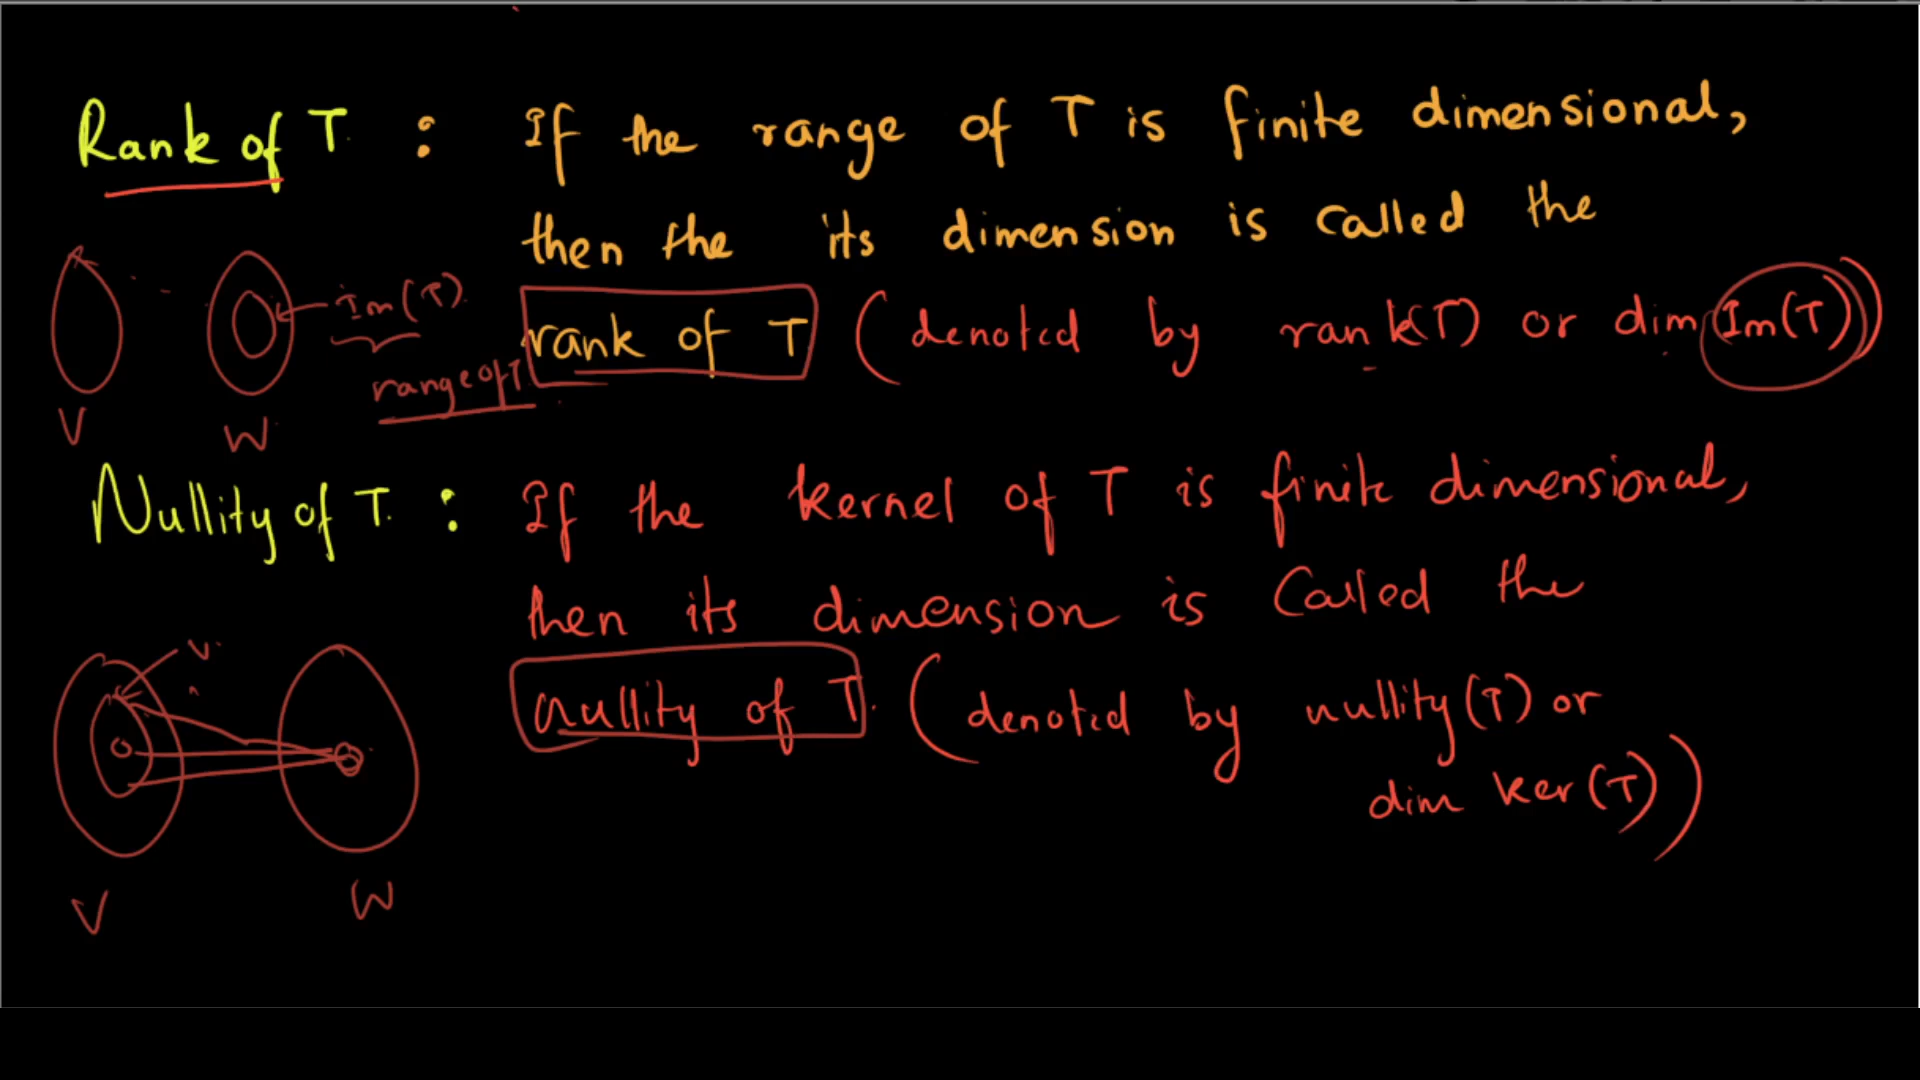 Rank of T : If the range of T is finite dimensional,
then the its dimension is called the
rank of T (denoted by rank(T) or dim Im(T))
Im(T).
range of T
V
W
Nullity of T. : If the kernel of T is finite dimensional,
then its dimension is called the
nullity of T. (denoted by nullity(T) or
dim ker(T))
v.
V
W